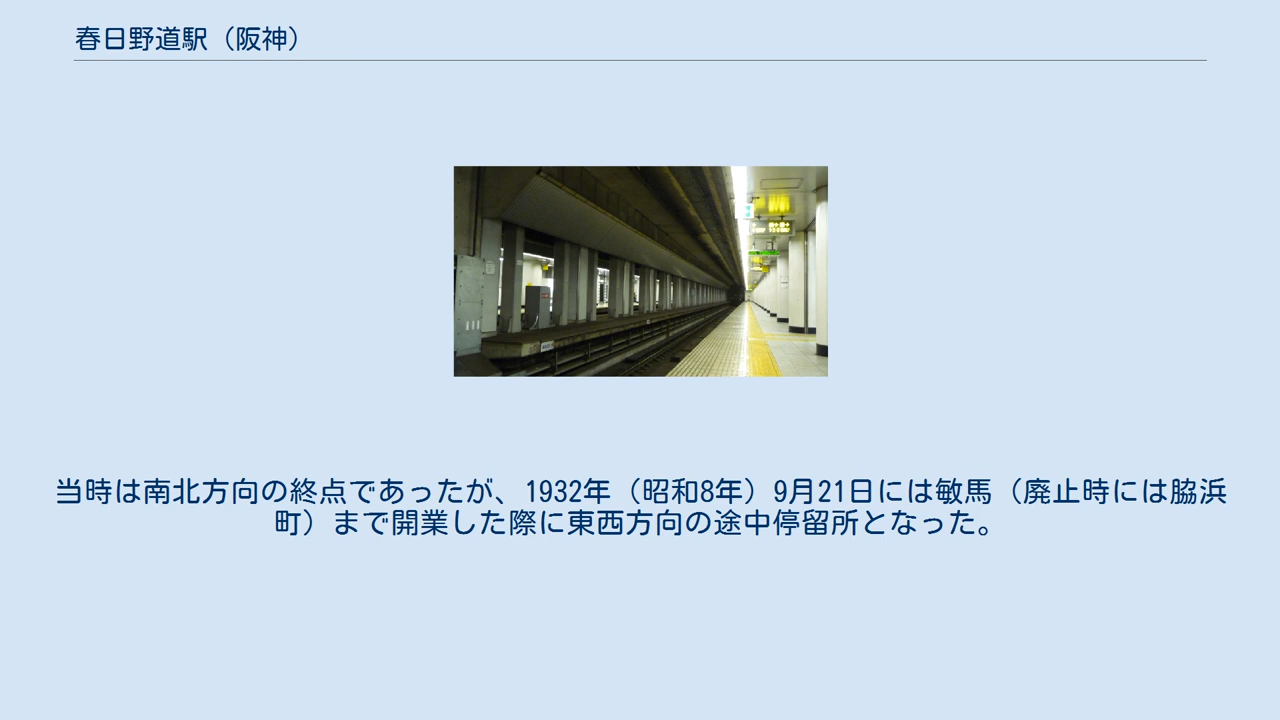 春日野道駅（阪神）
当時は南北方向の終点であったが、1932年（昭和8年）9月21日には敏馬（廃止時には脇浜
町）まで開業した際に東西方向の途中停留所となった。